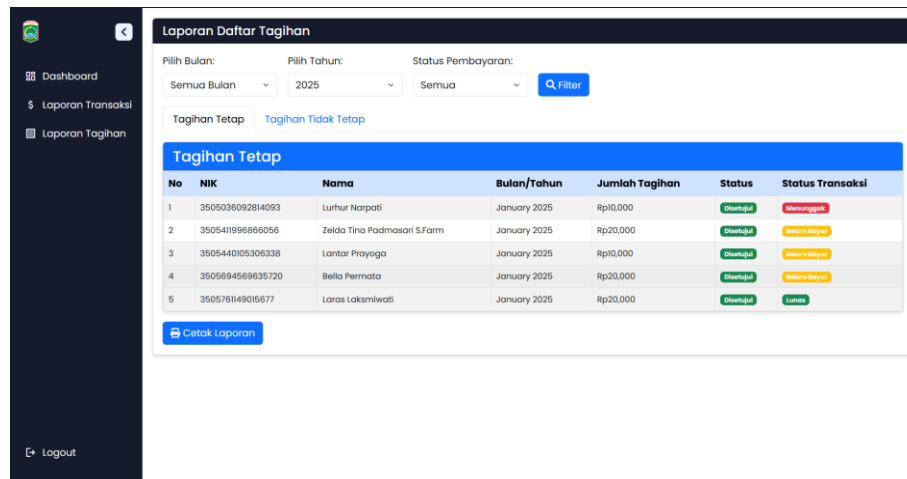 Laporan Daftar Tagihan
Dashboard
$ Laporan Transaksi
Laporan Tagihan
Logout
Pilih Bulan: Pilih Tahun: Status Pembayaran:
Semua Bulan 2025 Semua Filter
Tagihan Tetap Tagihan Tidak Tetap
Tagihan Tetap
No NIK Nama Bulan/Tahun Jumlah Tagihan Status Status Transaksi
1 3505036092814093 Lurhur Narpati January 2025 Rp10,000 Disetujui Menunggak
2 3505411996866056 Zelda Tina Padmasari S.Farm January 2025 Rp20,000 Disetujui Belum Bayar
3 3505440105306338 Lantar Prayoga January 2025 Rp10,000 Disetujui Belum Bayar
4 3505694569635720 Bella Permata January 2025 Rp20,000 Disetujui Belum Bayar
5 3505761149015677 Laras Laksmiwati January 2025 Rp20,000 Disetujui Lunas
Cetak Laporan